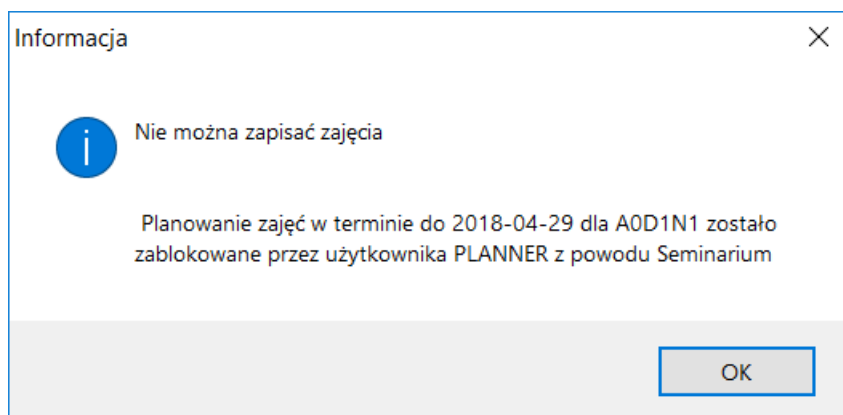 Informacja
Nie można zapisać zajęcia
Planowanie zajęć w terminie do 2018-04-29 dla A0D1N1 zostało
zablokowane przez użytkownika PLANNER z powodu Seminarium
OK